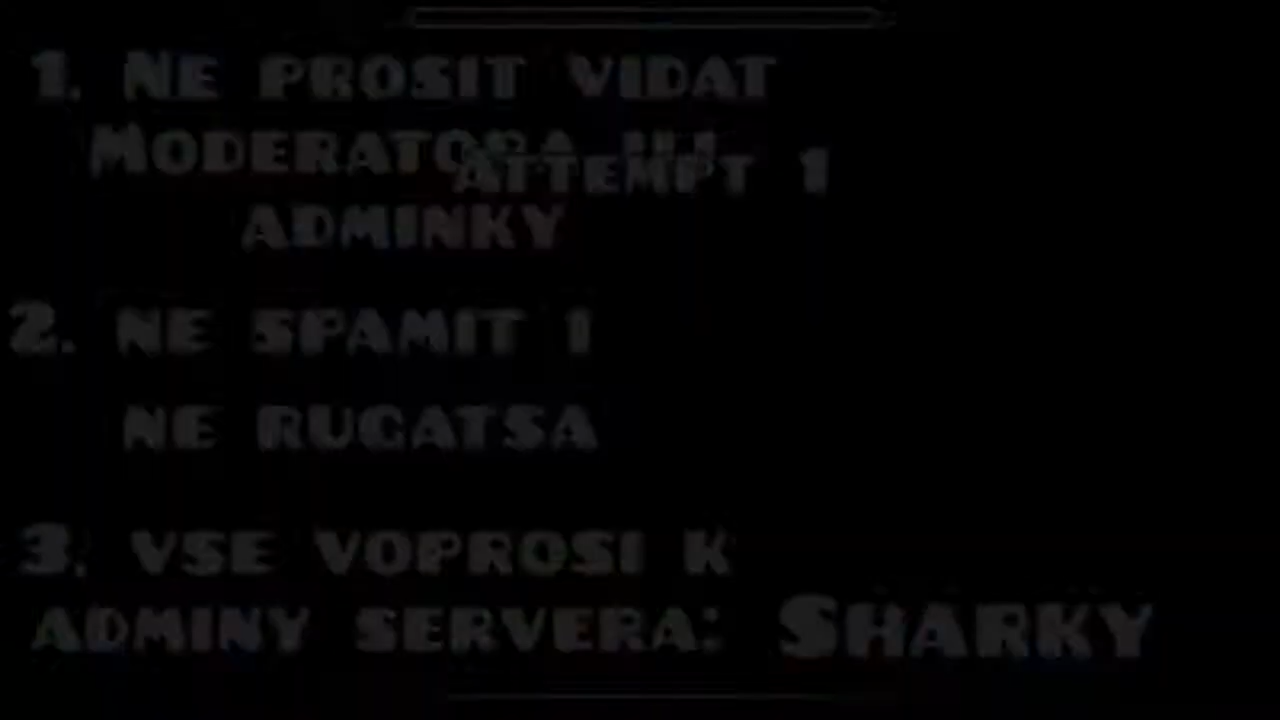 1. NE PROSIT VIDAT
MODERATORA ILI
ATTEMPT 1
ADMINKY
2. NE SPAMIT I
NE RUGATSA
3. VSE VOPROSI K
ADMINY SERVERA: SHARKY